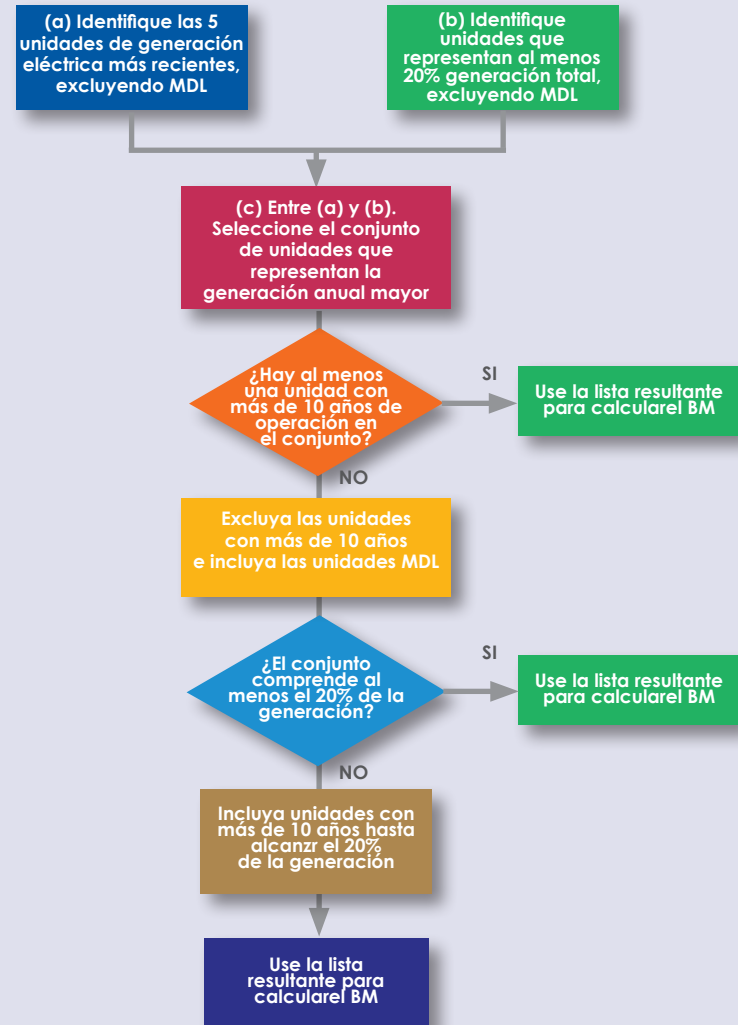 (a) Identifique las 5
unidades de generación
eléctrica más recientes,
excluyendo MDL
(b) Identifique
unidades que
representan al menos
20% generación total,
excluyendo MDL
(c) Entre (a) y (b).
Seleccione el conjunto
de unidades que
representan la
generación anual mayor
¿Hay al menos
una unidad con
más de 10 años de
operación en
el conjunto?
SI
Use la lista resultante
para calcularel BM
NO
Excluya las unidades
con más de 10 años
e incluya las unidades MDL
¿El conjunto
comprende al
menos el 20% de la
generación?
SI
Use la lista resultante
para calcularel BM
NO
Incluya unidades con
más de 10 años hasta
alcanzr el 20%
de la generación
Use la lista
resultante para
calcularel BM